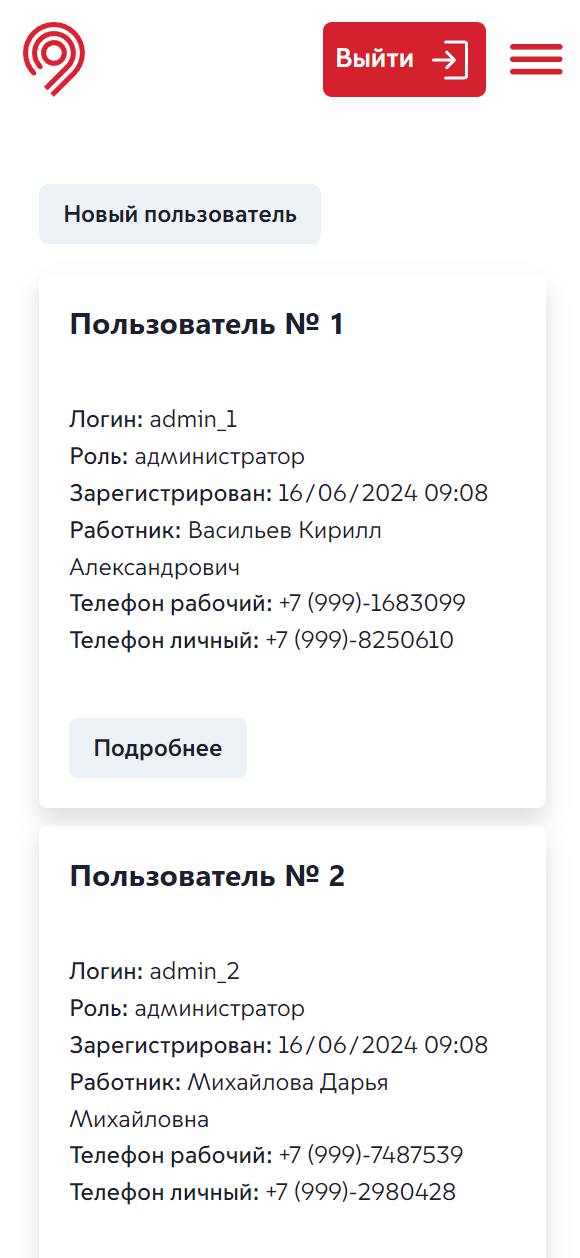 Выйти
Новый пользователь
Пользователь № 1
Логин: admin_1
Роль: администратор
Зарегистрирован: 16/06/2024 09:08
Работник: Васильев Кирилл
Александрович
Телефон рабочий: +7 (999)-1683099
Телефон личный: +7 (999)-8250610
Подробнее
Пользователь № 2
Логин: admin_2
Роль: администратор
Зарегистрирован: 16/06/2024 09:08
Работник: Михайлова Дарья
Михайловна
Телефон рабочий: +7 (999)-7487539
Телефон личный: +7 (999)-2980428